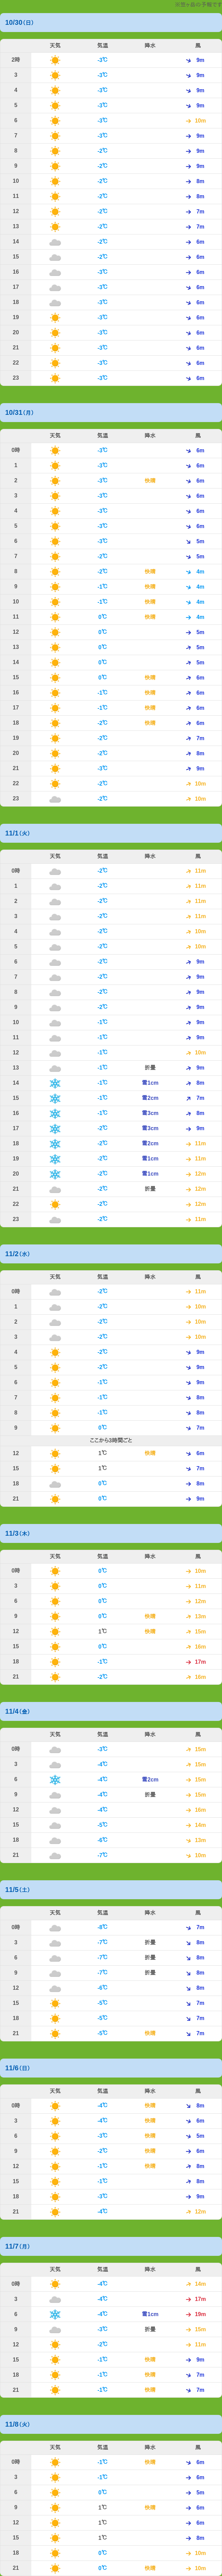 の予報です
10/30(日)
天気 気温 降水 風
2時 -3℃ 9m
3 -3℃ 9m
4 -3℃ 9m
5 -3℃ 9m
6 -3℃ 10m
7 -3℃ 9m
8 -2℃ 9m
9 -2℃ 9m
10 -2℃ 8m
11 -2℃ 8m
12 -2℃ 7m
13 -2℃ 7m
14 -2℃ 6m
15 -2℃ 6m
16 -3℃ 6m
17 -3℃ 6m
18 -3℃ 6m
19 -3℃ 6m
20 -3℃ 6m
21 -3℃ 6m
22 -3℃ 6m
23 -3℃ 6m
10/31(月)
天気 気温 降水 風
0時 -3℃ 6m
1 -3℃ 6m
2 -3℃ 快晴 6m
3 -3℃ 6m
4 -3℃ 6m
5 -3℃ 6m
6 -3℃ 5m
7 -2℃ 5m
8 -2℃ 快晴 4m
9 -1℃ 快晴 4m
10 -1℃ 快晴 4m
11 0℃ 快晴 4m
12 0℃ 5m
13 0℃ 5m
14 0℃ 5m
15 0℃ 快晴 6m
16 -1℃ 快晴 6m
17 -1℃ 快晴 6m
18 -2℃ 快晴 6m
19 -2℃ 7m
20 -2℃ 8m
21 -3℃ 9m
22 -2℃ 10m
23 -2℃ 10m
11/1(火)
天気 気温 降水 風
0時 -2℃ 11m
1 -2℃ 11m
2 -2℃ 11m
3 -2℃ 11m
4 -2℃ 10m
5 -2℃ 10m
6 -2℃ 9m
7 -2℃ 9m
8 -2℃ 9m
9 -2℃ 9m
10 -1℃ 9m
11 -1℃ 9m
12 -1℃ 10m
13 -1℃ 折曇 9m
14 -1℃ 雪1cm 8m
15 -1℃ 雪2cm 7m
16 -1℃ 雪3cm 8m
17 -2℃ 雪3cm 9m
18 -2℃ 雪2cm 11m
19 -2℃ 雪1cm 11m
20 -2℃ 雪1cm 12m
21 -2℃ 折曇 12m
22 -2℃ 12m
23 -2℃ 11m
11/2(水)
天気 気温 降水 風
0時 -2℃ 11m
1 -2℃ 10m
2 -2℃ 10m
3 -2℃ 10m
4 -2℃ 9m
5 -2℃ 9m
6 -1℃ 9m
7 -1℃ 8m
8 -1℃ 8m
9 0℃ 7m
ここから3時間ごと
12 1℃ 快晴 6m
15 1℃ 7m
18 0℃ 8m
21 0℃ 9m
11/3(木)
天気 気温 降水 風
0時 0℃ 10m
3 0℃ 11m
6 0℃ 12m
9 0℃ 快晴 13m
12 1℃ 快晴 15m
15 0℃ 16m
18 -1℃ 17m
21 -2℃ 16m
11/4(金)
天気 気温 降水 風
0時 -3℃ 15m
3 -4℃ 15m
6 -4℃ 雪2cm 15m
9 -4℃ 折曇 15m
12 -4℃ 16m
15 -5℃ 14m
18 -6℃ 13m
21 -7℃ 10m
11/5(土)
天気 気温 降水 風
0時 -8℃ 7m
3 -7℃ 折曇 8m
6 -7℃ 折曇 8m
9 -7℃ 折曇 8m
12 -6℃ 8m
15 -5℃ 7m
18 -5℃ 7m
21 -5℃ 快晴 7m
11/6(日)
天気 気温 降水 風
0時 -4℃ 快晴 8m
3 -4℃ 快晴 6m
6 -3℃ 快晴 5m
9 -2℃ 快晴 6m
12 -1℃ 快晴 8m
15 -1℃ 8m
18 -3℃ 9m
21 -4℃ 12m
11/7(月)
天気 気温 降水 風
0時 -4℃ 14m
3 -4℃ 17m
6 -4℃ 雪1cm 19m
9 -3℃ 折曇 15m
12 -2℃ 11m
15 -1℃ 快晴 9m
18 -1℃ 快晴 7m
21 -1℃ 快晴 7m
11/8(火)
天気 気温 降水 風
0時 -1℃ 快晴 6m
3 -1℃ 6m
6 0℃ 5m
9 1℃ 快晴 6m
12 1℃ 6m
15 1℃ 8m
18 0℃ 10m
21 0℃ 快晴 10m